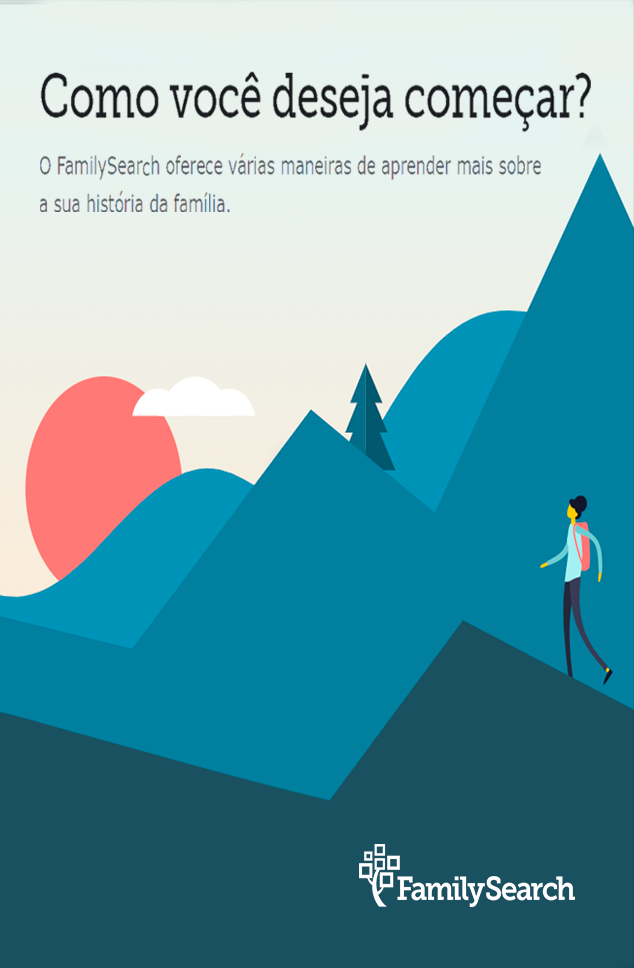 Como você deseja começar?
O FamilySearch oferece várias maneiras de aprender mais sobre
a sua história da família.
FamilySearch